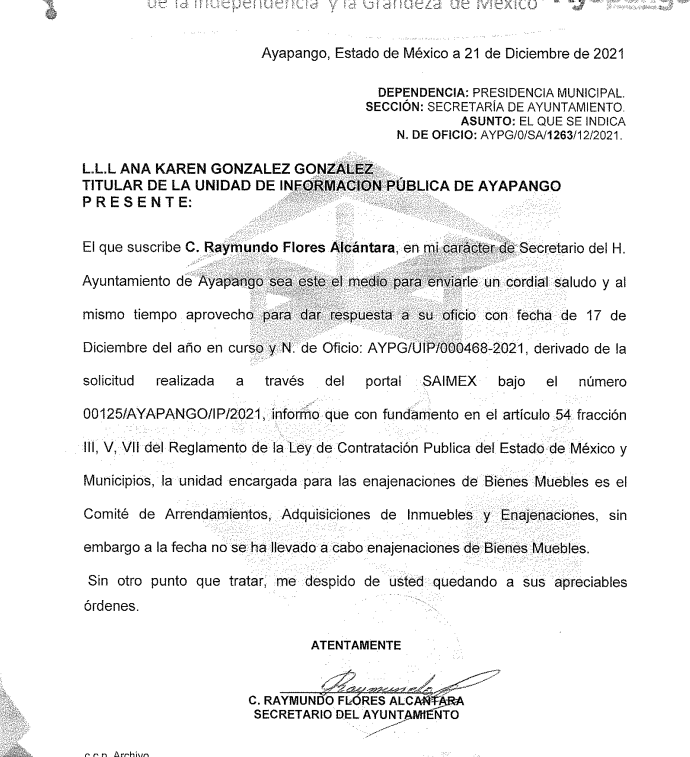 de la Independencia y la Grandeza de México" Ayapango
Ayapango, Estado de México a 21 de Diciembre de 2021
DEPENDENCIA: PRESIDENCIA MUNICIPAL.
SECCIÓN: SECRETARÍA DE AYUNTAMIENTO.
ASUNTO: EL QUE SE INDICA
N. DE OFICIO: AYPG/0/SA/1263/12/2021.
L.L.L ANA KAREN GONZALEZ GONZALEZ
TITULAR DE LA UNIDAD DE INFORMACION PÚBLICA DE AYAPANGO
P R E S E N T E:
El que suscribe C. Raymundo Flores Alcántara, en mi carácter de Secretario del H.
Ayuntamiento de Ayapango sea este el medio para enviarle un cordial saludo y al
mismo tiempo aprovecho para dar respuesta a su oficio con fecha de 17 de
Diciembre del año en curso y N. de Oficio: AYPG/UIP/000468-2021, derivado de la
solicitud realizada a través del portal SAIMEX bajo el número
00125/AYAPANGO/IP/2021, informo que con fundamento en el artículo 54 fracción
III, V, VII del Reglamento de la Ley de Contratación Publica del Estado de México y
Municipios, la unidad encargada para las enajenaciones de Bienes Muebles es el
Comité de Arrendamientos, Adquisiciones de Inmuebles y Enajenaciones, sin
embargo a la fecha no se ha llevado a cabo enajenaciones de Bienes Muebles.
Sin otro punto que tratar, me despido de usted quedando a sus apreciables
órdenes.
ATENTAMENTE
Raymundo
C. RAYMUNDO FLORES ALCANTARA
SECRETARIO DEL AYUNTAMIENTO
c.c.p. Archivo